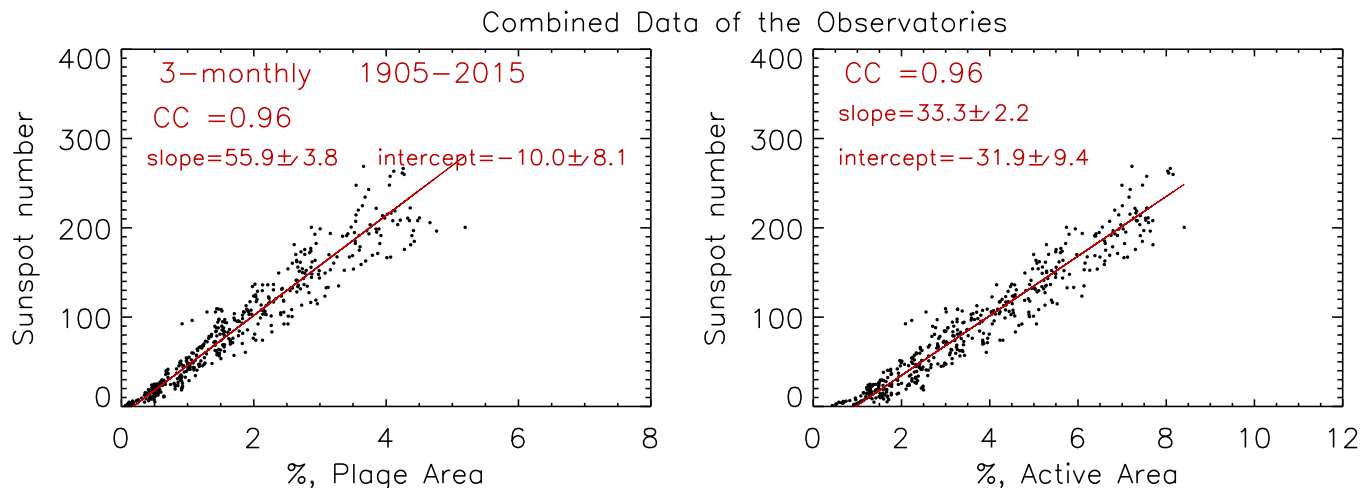 Combined Data of the Observatories
3-monthly 1905-2015
CC =0.96
slope=55.9±3.8 intercept=-10.0±8.1
Sunspot number
400
300
200
100
0
0 2 4 6 8
%, Plage Area
CC =0.96
slope=33.3±2.2
intercept=-31.9±9.4
Sunspot number
400
300
200
100
0
0 2 4 6 8 10 12
%, Active Area